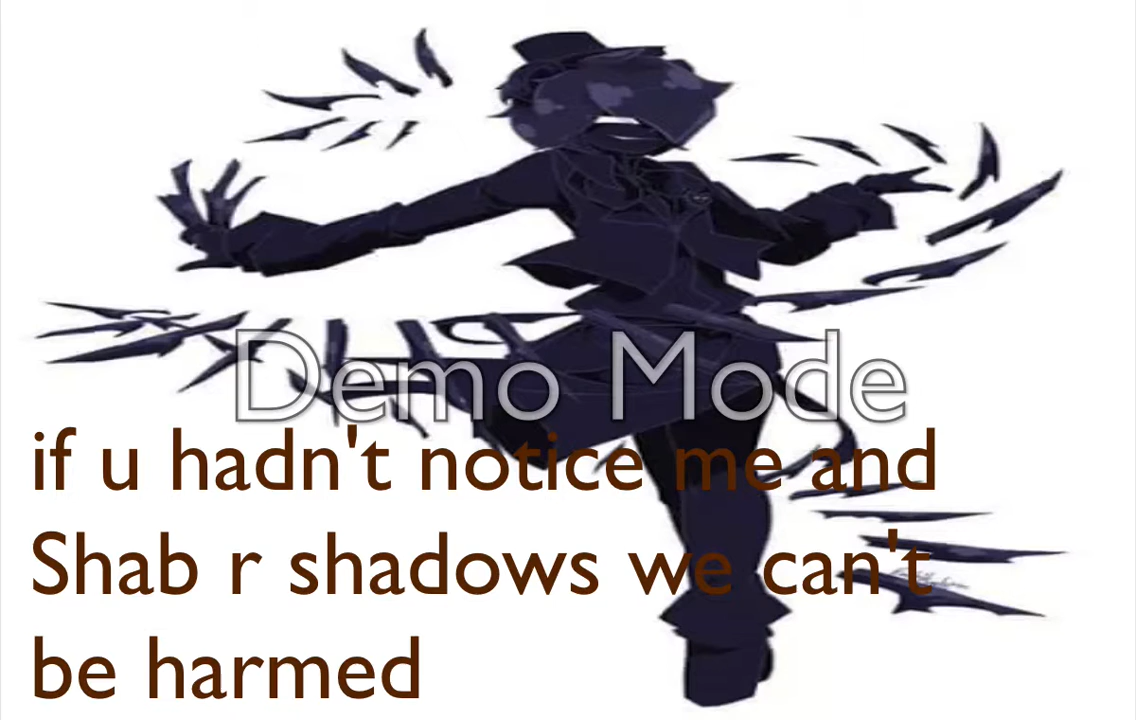 Demo Mode
if u hadn't notice me and
Shab r shadows we can't
be harmed